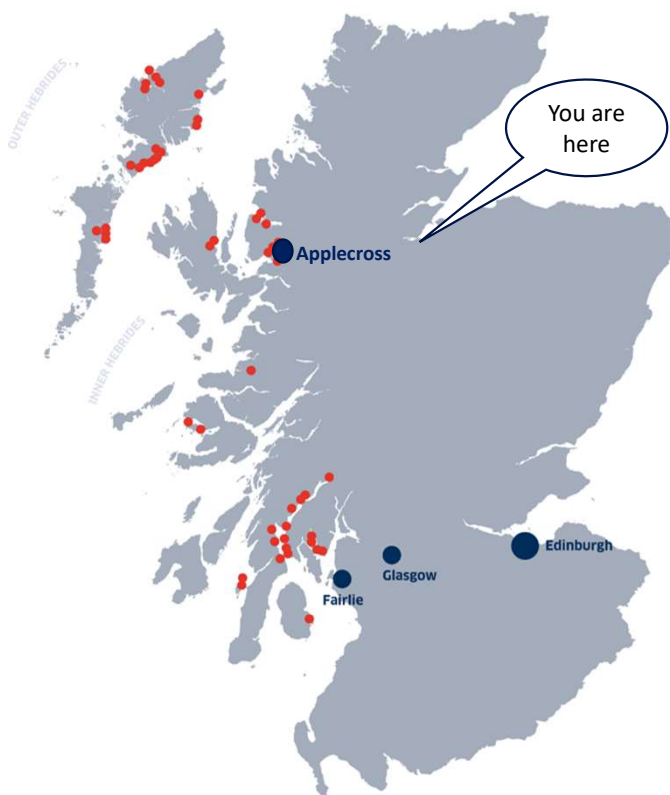 OUTER HEBRIDES
You are
here
Applecross
INNER HEBRIDES
Edinburgh
Glasgow
Fairlie